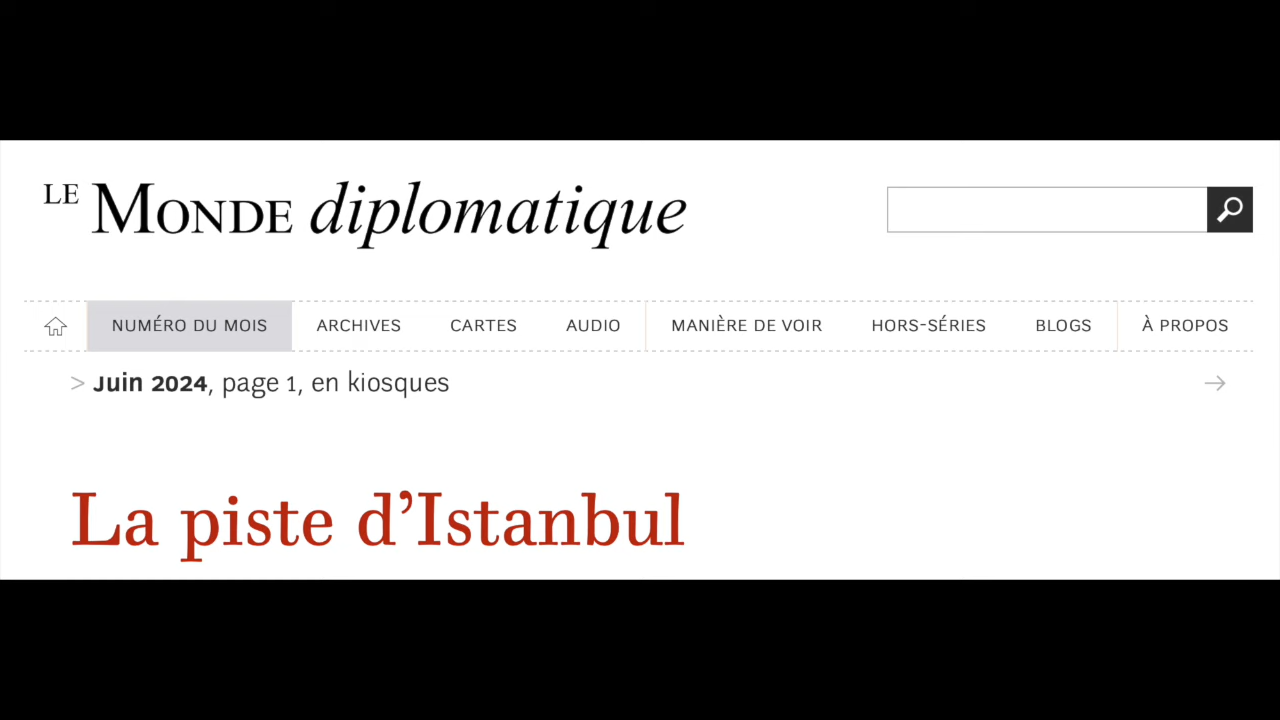 LE MONDE diplomatique
NUMÉRO DU MOIS ARCHIVES CARTES AUDIO MANIÈRE DE VOIR HORS-SÉRIES BLOGS À PROPOS
> Juin 2024, page 1, en kiosques →
La piste d’Istanbul